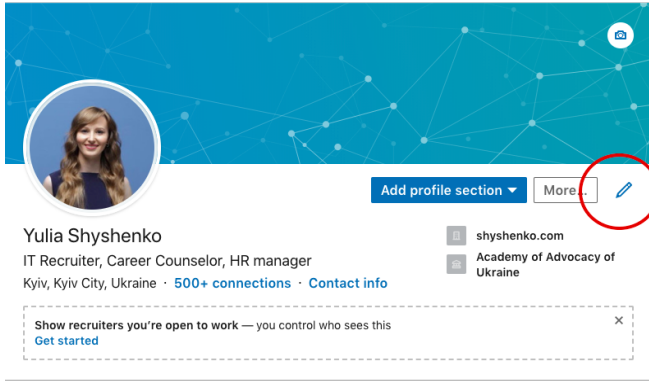 Add profile section
More...
Yulia Shyshenko
IT Recruiter, Career Counselor, HR manager
Kyiv, Kyiv City, Ukraine · 500+ connections · Contact info
shyshenko.com
Academy of Advocacy of
Ukraine
Show recruiters you're open to work — you control who sees this
Get started